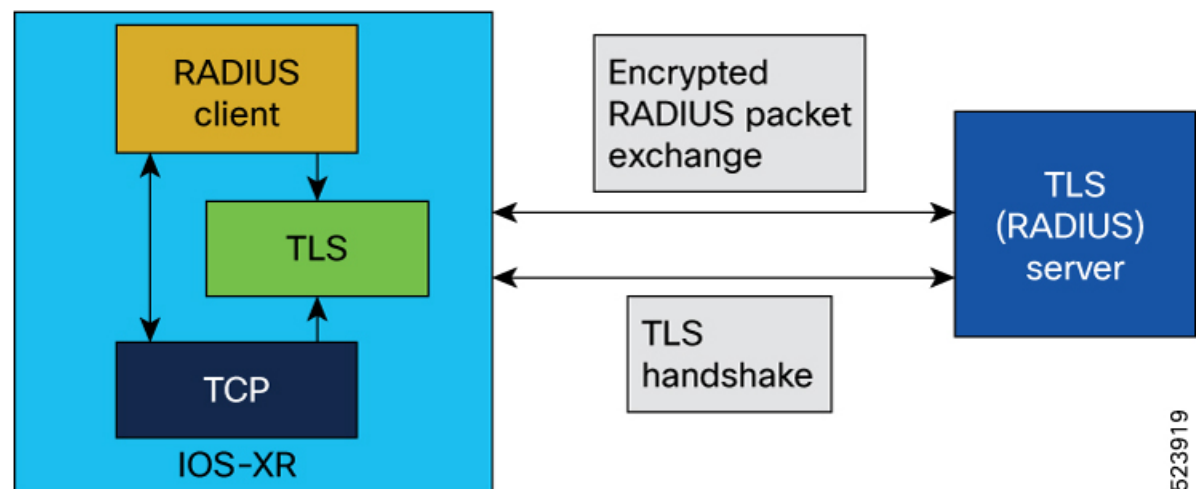 RADIUS
client
TLS
TCP
IOS-XR
Encrypted
RADIUS packet
exchange
TLS
handshake
TLS
(RADIUS)
server
523919